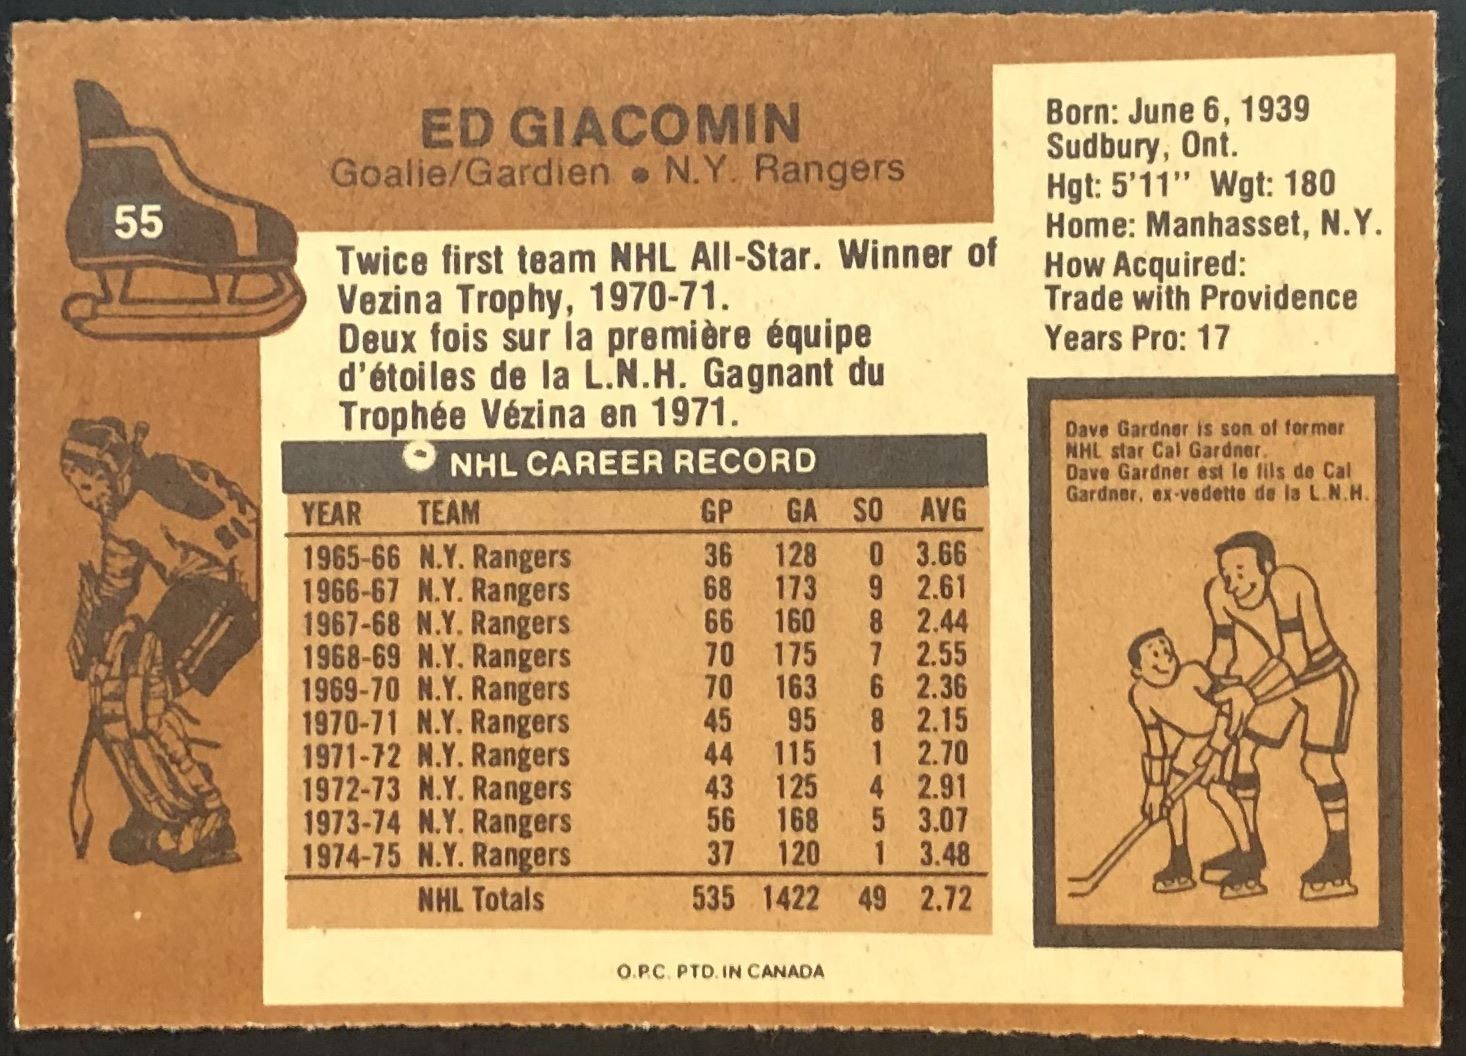 55
ED GIACOMIN
Goalie/Gardien • N.Y. Rangers
Born: June 6, 1939
Sudbury, Ont.
Hgt: 5'11" Wgt: 180
Home: Manhasset, N.Y.
How Acquired:
Trade with Providence
Years Pro: 17
Twice first team NHL All-Star. Winner of
Vezina Trophy, 1970-71.
Deux fois sur la première équipe
d'étoiles de la L.N.H. Gagnant du
Trophée Vézina en 1971.
NHL CAREER RECORD
YEAR TEAM GP GA SO AVG
1965-66 N.Y. Rangers 36 128 0 3.66
1966-67 N.Y. Rangers 68 173 9 2.61
1967-68 N.Y. Rangers 66 160 8 2.44
1968-69 N.Y. Rangers 70 175 7 2.55
1969-70 N.Y. Rangers 70 163 6 2.36
1970-71 N.Y. Rangers 45 95 8 2.15
1971-72 N.Y. Rangers 44 115 1 2.70
1972-73 N.Y. Rangers 43 125 4 2.91
1973-74 N.Y. Rangers 56 168 5 3.07
1974-75 N.Y. Rangers 37 120 1 3.48
NHL Totals 535 1422 49 2.72
Dave Gardner is son of former
NHL star Cal Gardner.
Dave Gardner est le fils de Cal
Gardner, ex-vedette de la L.N.H.
O.P.C. PTD. IN CANADA